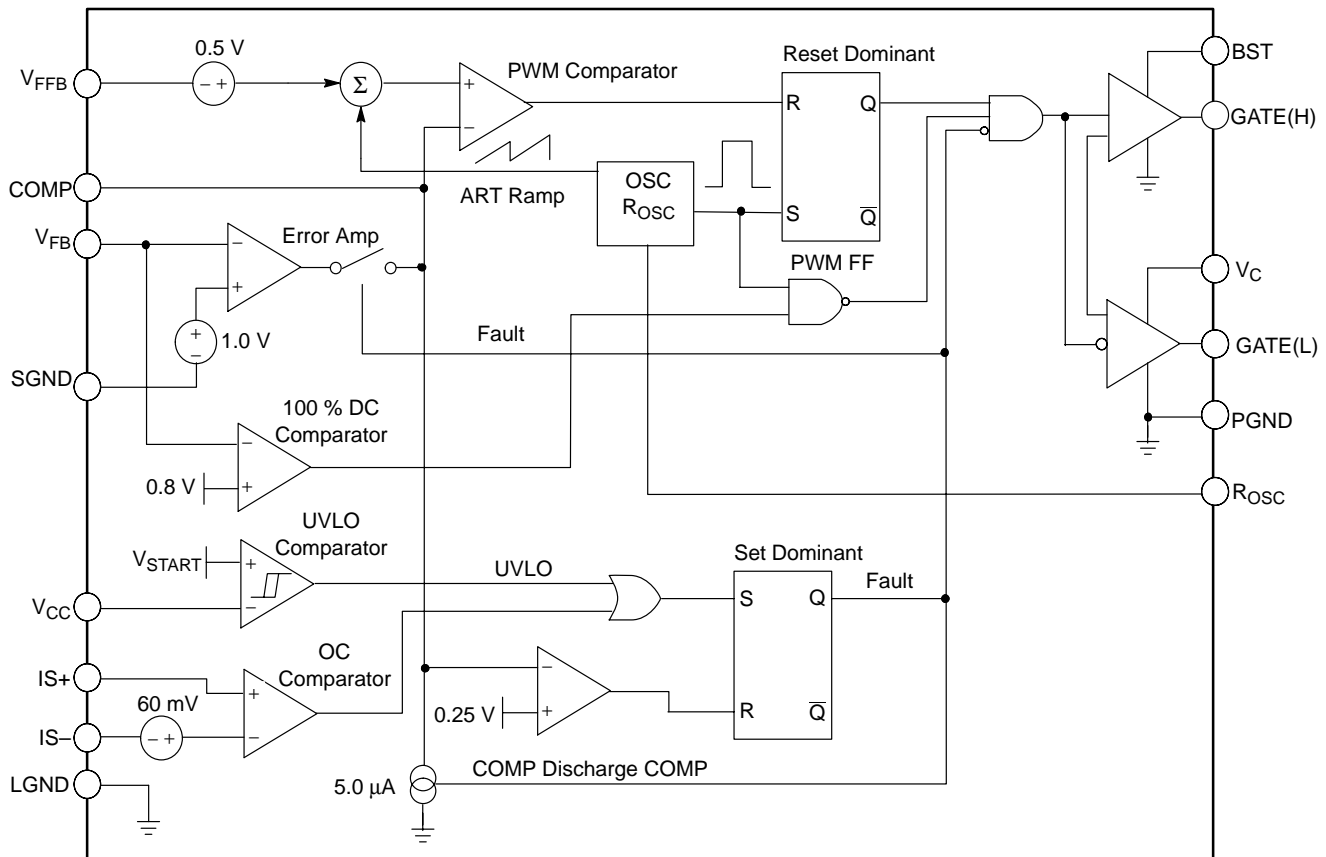 0.5 V
VFFB
− +
Σ
+
−
PWM Comparator
Reset Dominant
R
Q
S
Q̅
PWM FF
BST
GATE(H)
COMP
ART Ramp
OSC
ROSC
VFB
−
+
Error Amp
+
−
1.0 V
SGND
Fault
VC
GATE(L)
PGND
ROSC
100 % DC
Comparator
−
+
0.8 V
UVLO
Comparator
VSTART
+
−
VCC
UVLO
Set Dominant
S
Q
R
Q̅
Fault
OC
Comparator
IS+
60 mV
+
−
IS−
− +
−
+
0.25 V
LGND
5.0 μA
COMP Discharge COMP